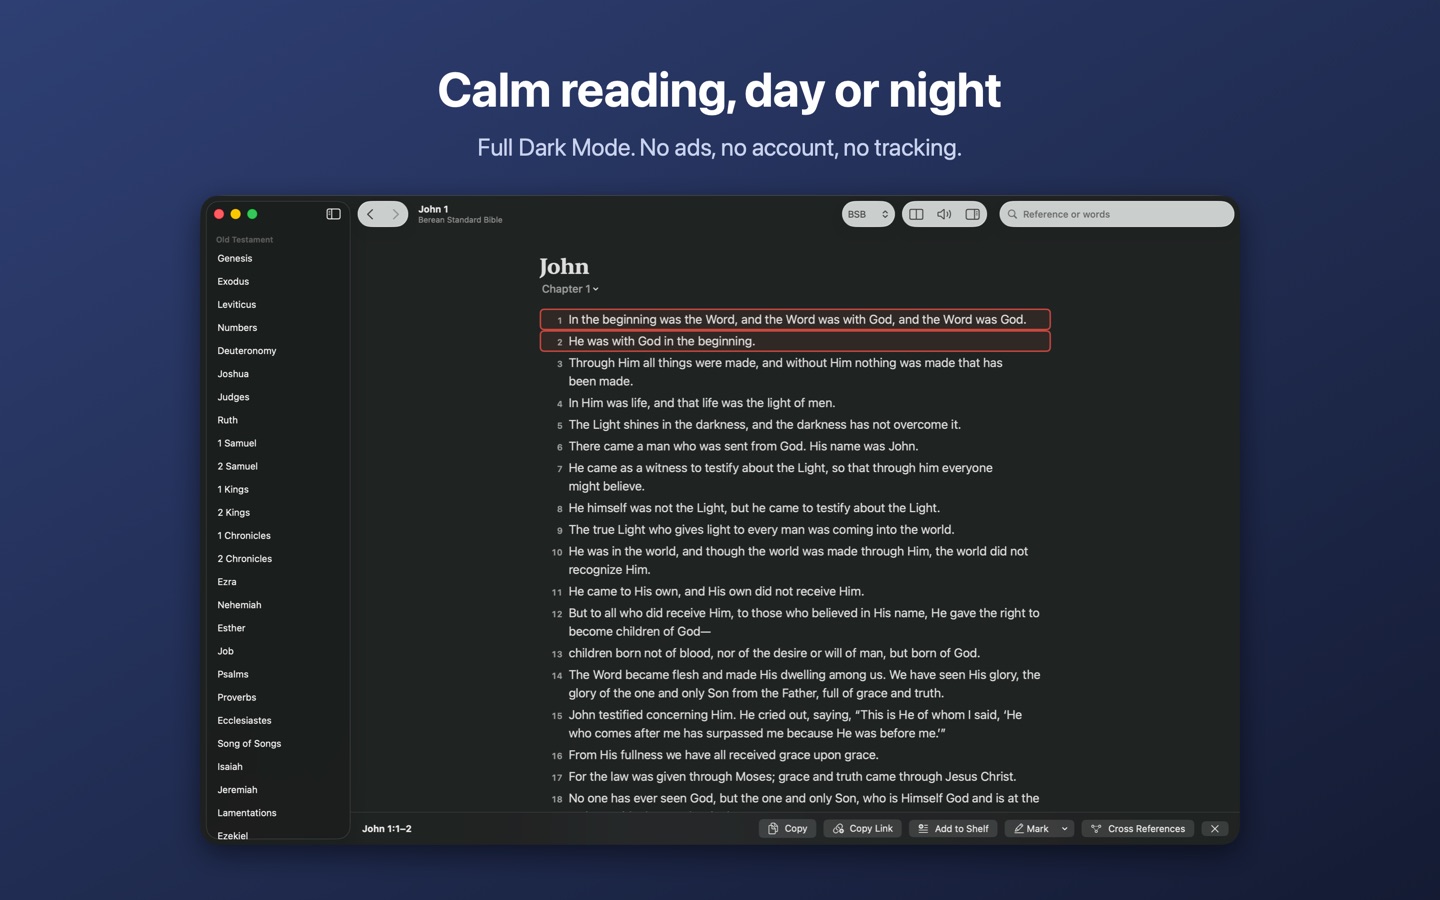 Calm reading, day or night
Full Dark Mode. No ads, no account, no tracking.
John 1
Berean Standard Bible
BSB
Reference or words
Old Testament
Genesis
Exodus
Leviticus
Numbers
Deuteronomy
Joshua
Judges
Ruth
1 Samuel
2 Samuel
1 Kings
2 Kings
1 Chronicles
2 Chronicles
Ezra
Nehemiah
Esther
Job
Psalms
Proverbs
Ecclesiastes
Song of Songs
Isaiah
Jeremiah
Lamentations
Ezekiel
John
Chapter 1
1 In the beginning was the Word, and the Word was with God, and the Word was God.
2 He was with God in the beginning.
3 Through Him all things were made, and without Him nothing was made that has
been made.
4 In Him was life, and that life was the light of men.
5 The Light shines in the darkness, and the darkness has not overcome it.
6 There came a man who was sent from God. His name was John.
7 He came as a witness to testify about the Light, so that through him everyone
might believe.
8 He himself was not the Light, but he came to testify about the Light.
9 The true Light who gives light to every man was coming into the world.
10 He was in the world, and though the world was made through Him, the world did not
recognize Him.
11 He came to His own, and His own did not receive Him.
12 But to all who did receive Him, to those who believed in His name, He gave the right to
become children of God—
13 children born not of blood, nor of the desire or will of man, but born of God.
14 The Word became flesh and made His dwelling among us. We have seen His glory, the
glory of the one and only Son from the Father, full of grace and truth.
15 John testified concerning Him. He cried out, saying, “This is He of whom I said, ‘He
who comes after me has surpassed me because He was before me.’”
16 From His fullness we have all received grace upon grace.
17 For the law was given through Moses; grace and truth came through Jesus Christ.
18 No one has ever seen God, but the one and only Son, who is Himself God and is at the
John 1:1–2
Copy
Copy Link
Add to Shelf
Mark
Cross References